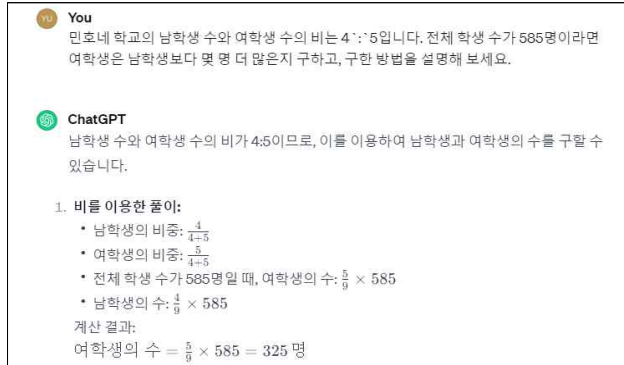 YU You
민호네 학교의 남학생 수와 여학생 수의 비는 4`:`5입니다. 전체 학생 수가 585명이라면
여학생은 남학생보다 몇 명 더 많은지 구하고, 구한 방법을 설명해 보세요.
ChatGPT
남학생 수와 여학생 수의 비가 4:5이므로, 이를 이용하여 남학생과 여학생의 수를 구할 수
있습니다.
1. 비를 이용한 풀이:
• 남학생의 비중: 4/(4+5)
• 여학생의 비중: 5/(4+5)
• 전체 학생 수가 585명일 때, 여학생의 수: 5/9 × 585
• 남학생의 수: 4/9 × 585
계산 결과:
여학생의 수 = 5/9 × 585 = 325 명